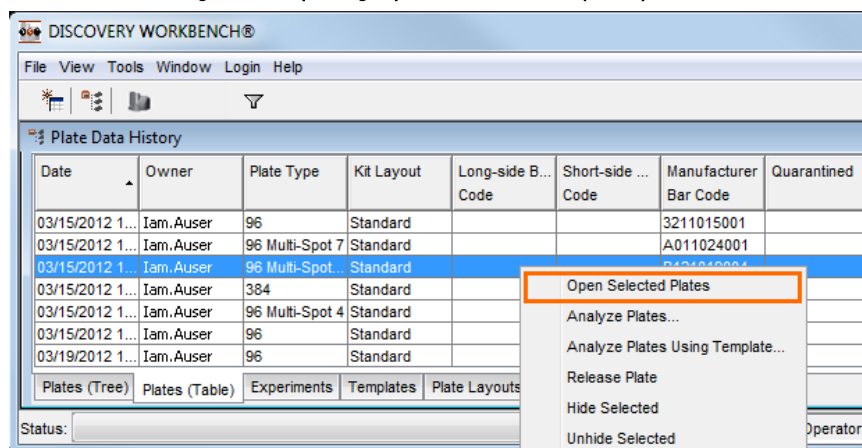 DISCOVERY WORKBENCH®
File View Tools Window Login Help
Plate Data History
Date Owner Plate Type Kit Layout Long-side B... Code Short-side ... Code Manufacturer Bar Code Quarantined
03/15/2012 1... Iam.Auser 96 Standard 3211015001
03/15/2012 1... Iam.Auser 96 Multi-Spot 7 Standard A011024001
03/15/2012 1... Iam.Auser 96 Multi-Spot... Standard
03/15/2012 1... Iam.Auser 384 Standard
03/15/2012 1... Iam.Auser 96 Multi-Spot 4 Standard
03/15/2012 1... Iam.Auser 96 Standard
03/19/2012 1... Iam.Auser 96 Standard
Open Selected Plates
Analyze Plates...
Analyze Plates Using Template...
Release Plate
Hide Selected
Unhide Selected
Plates (Tree) Plates (Table) Experiments Templates Plate Layouts
Status: Operator